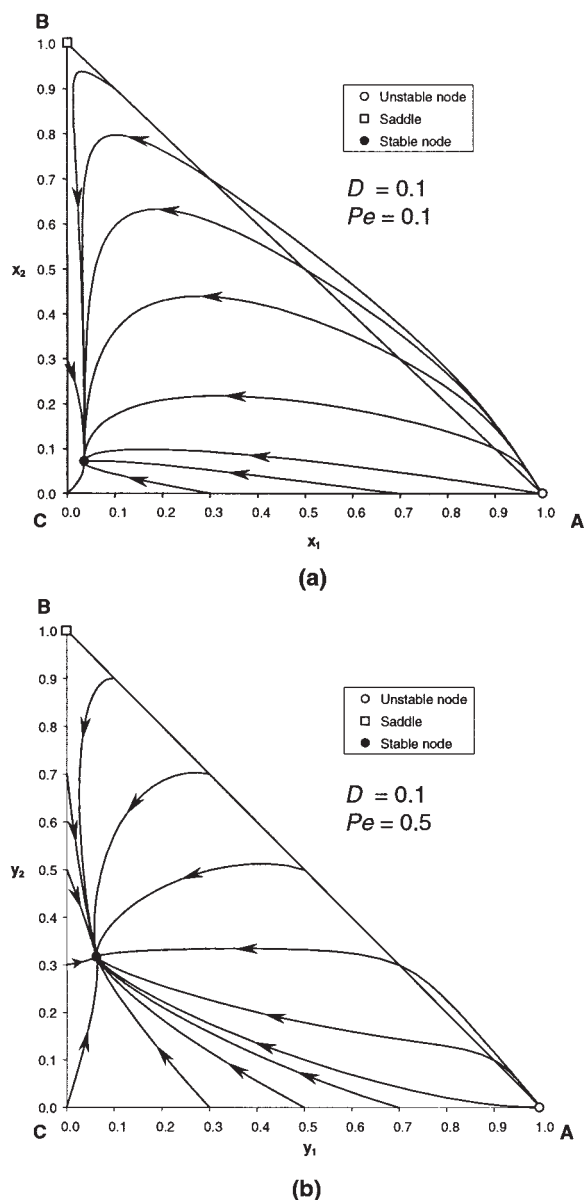 B
1.0
0.9
0.8
0.7
0.6
0.5
0.4
0.3
0.2
0.1
0.0
x₂
Unstable node
Saddle
Stable node
D = 0.1
Pe = 0.1
0.0 0.1 0.2 0.3 0.4 0.5 0.6 0.7 0.8 0.9 1.0
C
A
x₁
(a)
B
1.0
0.9
0.8
0.7
0.6
0.5
0.4
0.3
0.2
0.1
0.0
y₂
Unstable node
Saddle
Stable node
D = 0.1
Pe = 0.5
0.0 0.1 0.2 0.3 0.4 0.5 0.6 0.7 0.8 0.9 1.0
C
A
y₁
(b)